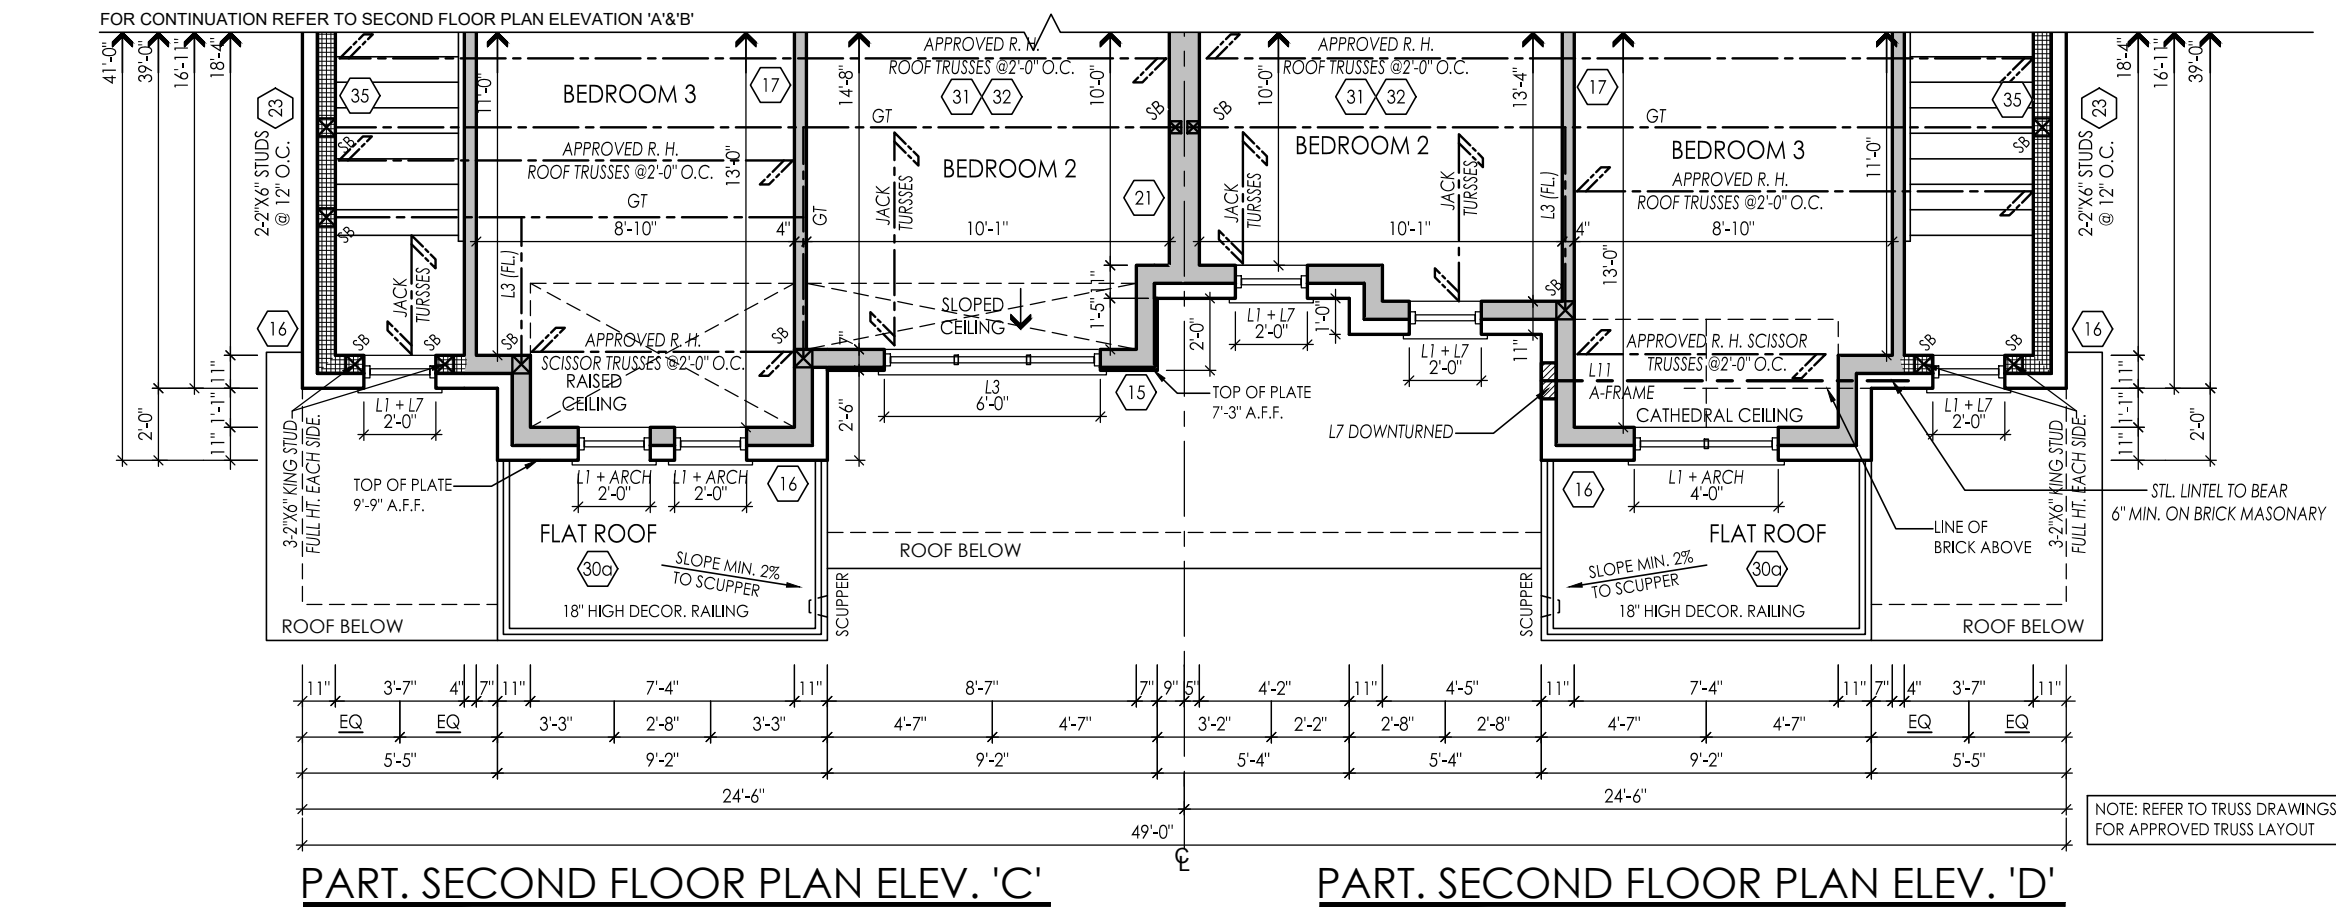 FOR CONTINUATION REFER TO SECOND FLOOR PLAN ELEVATION 'A'&'B'
41'-0"
39'-0"
16'-1"
18'-4"
23
2-2"X6" STUDS
@ 12" O.C.
35
11'-0"
BEDROOM 3
17
14'-8"
APPROVED R. H.
ROOF TRUSSES @2'-0" O.C.
31
32
10'-0"
SB
SB
10'-0"
APPROVED R. H.
ROOF TRUSSES @2'-0" O.C.
31
32
13'-4"
17
35
23
2-2"X6" STUDS
@ 12" O.C.
18'-4"
16'-1"
39'-0"
GT
GT
SB
APPROVED R. H.
ROOF TRUSSES @2'-0" O.C.
13'-0"
BEDROOM 2
BEDROOM 2
BEDROOM 3
11'-0"
SB
APPROVED R. H.
ROOF TRUSSES @2'-0" O.C.
GT
GT
JACK
TURSSES
21
JACK
TURSSES
JACK
TURSSES
L3 (FL.)
SB
8'-10"
4"
10'-1"
10'-1"
4"
8'-10"
JACK
TURSSES
L3 (FL.)
13'-0"
SLOPED
CEILING
11"
1'-5"
2'-0"
L1 + L7
2'-0"
1'-0"
11"
SB
16
SB
SB
SB
APPROVED R. H.
SCISSOR TRUSSES @2'-0" O.C.
RAISED
CEILING
SB
7"
2'-6"
L3
6'-0"
15
TOP OF PLATE
7'-3" A.F.F.
L1 + L7
2'-0"
L11
A-FRAME
APPROVED R. H. SCISSOR
TRUSSES @2'-0" O.C.
CATHEDRAL CEILING
L7 DOWNTURNED
SB
SB
16
11"
1'-1"
11"
2'-0"
L1 + L7
2'-0"
L1 + L7
2'-0"
11"
1'-1"
11"
2'-0"
3-2"X6" KING STUD
FULL HT. EACH SIDE.
TOP OF PLATE
9'-9" A.F.F.
L1 + ARCH
2'-0"
L1 + ARCH
2'-0"
16
16
L1 + ARCH
4'-0"
STL. LINTEL TO BEAR
6" MIN. ON BRICK MASONARY
LINE OF
BRICK ABOVE
3-2"X6" KING STUD
FULL HT. EACH SIDE.
FLAT ROOF
30a
SLOPE MIN. 2%
TO SCUPPER
18" HIGH DECOR. RAILING
SCUPPER
ROOF BELOW
SCUPPER
SLOPE MIN. 2%
TO SCUPPER
FLAT ROOF
30a
18" HIGH DECOR. RAILING
ROOF BELOW
ROOF BELOW
11" 3'-7" 4" 7" 11" 7'-4" 11" 8'-7" 7" 9" 5" 4'-2" 11" 4'-5" 11" 7'-4" 11" 7" 4" 3'-7" 11"
EQ EQ 3'-3" 2'-8" 3'-3" 4'-7" 4'-7" 3'-2" 2'-2" 2'-8" 2'-8" 4'-7" 4'-7" EQ EQ
5'-5" 9'-2" 9'-2" 5'-4" 5'-4" 9'-2" 5'-5"
24'-6" 24'-6"
49'-0"
NOTE: REFER TO TRUSS DRAWINGS
FOR APPROVED TRUSS LAYOUT
℄
PART. SECOND FLOOR PLAN ELEV. 'C'
PART. SECOND FLOOR PLAN ELEV. 'D'